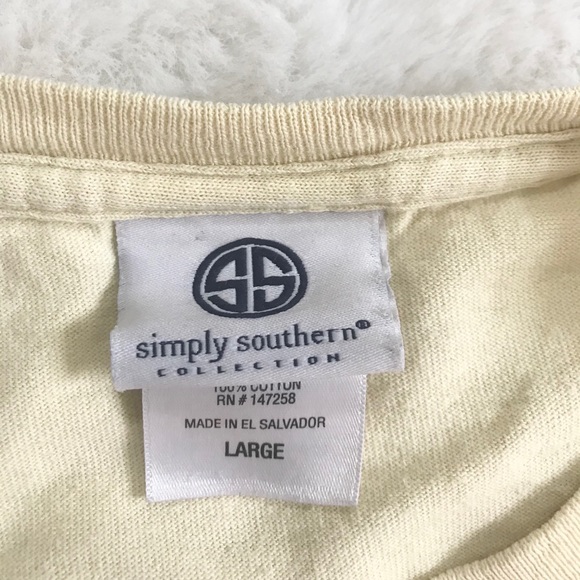 SS
simply southern®
COLLECTION
100% COTTON
RN # 147258
MADE IN EL SALVADOR
LARGE